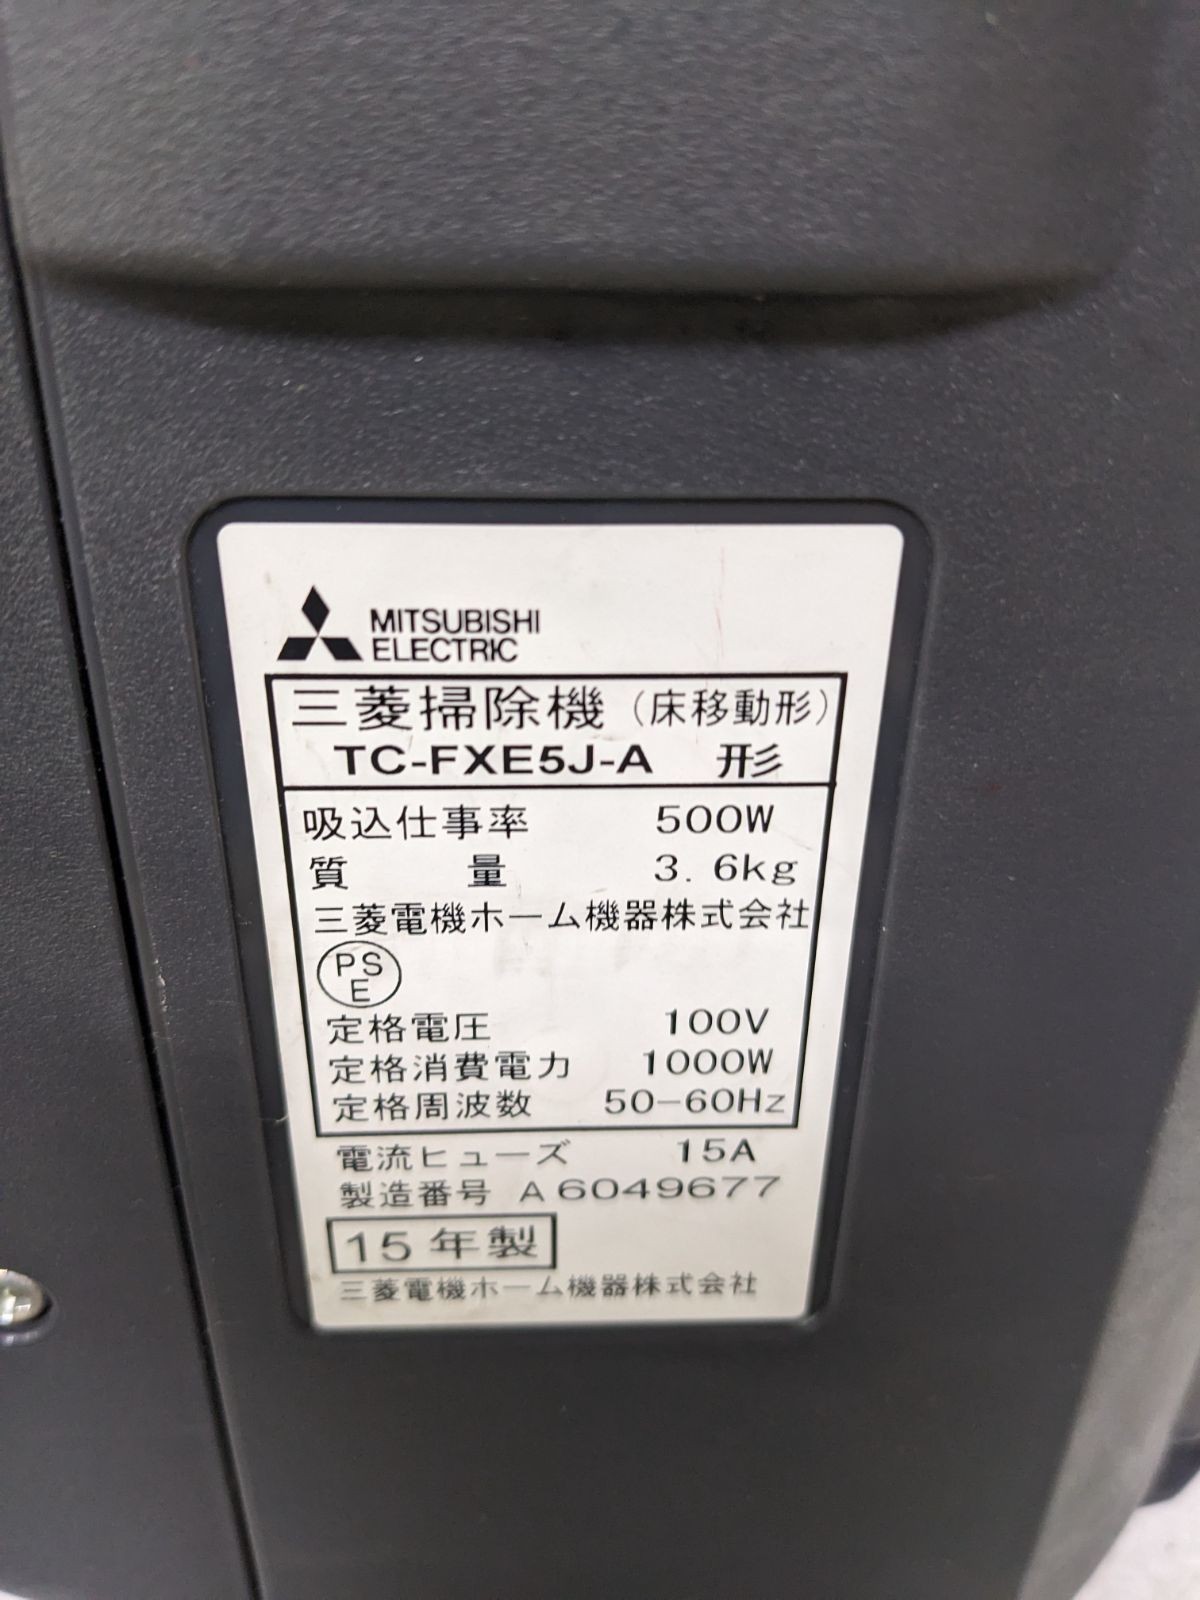 MITSUBISHI
ELECTRIC
三菱掃除機（床移動形）
TC-FXE5J-A 形
吸込仕事率 500W
質量 3.6kg
三菱電機ホーム機器株式会社
PS
E
定格電圧 100V
定格消費電力 1000W
定格周波数 50-60Hz
電流ヒューズ 15A
製造番号 A6049677
15年製
三菱電機ホーム機器株式会社